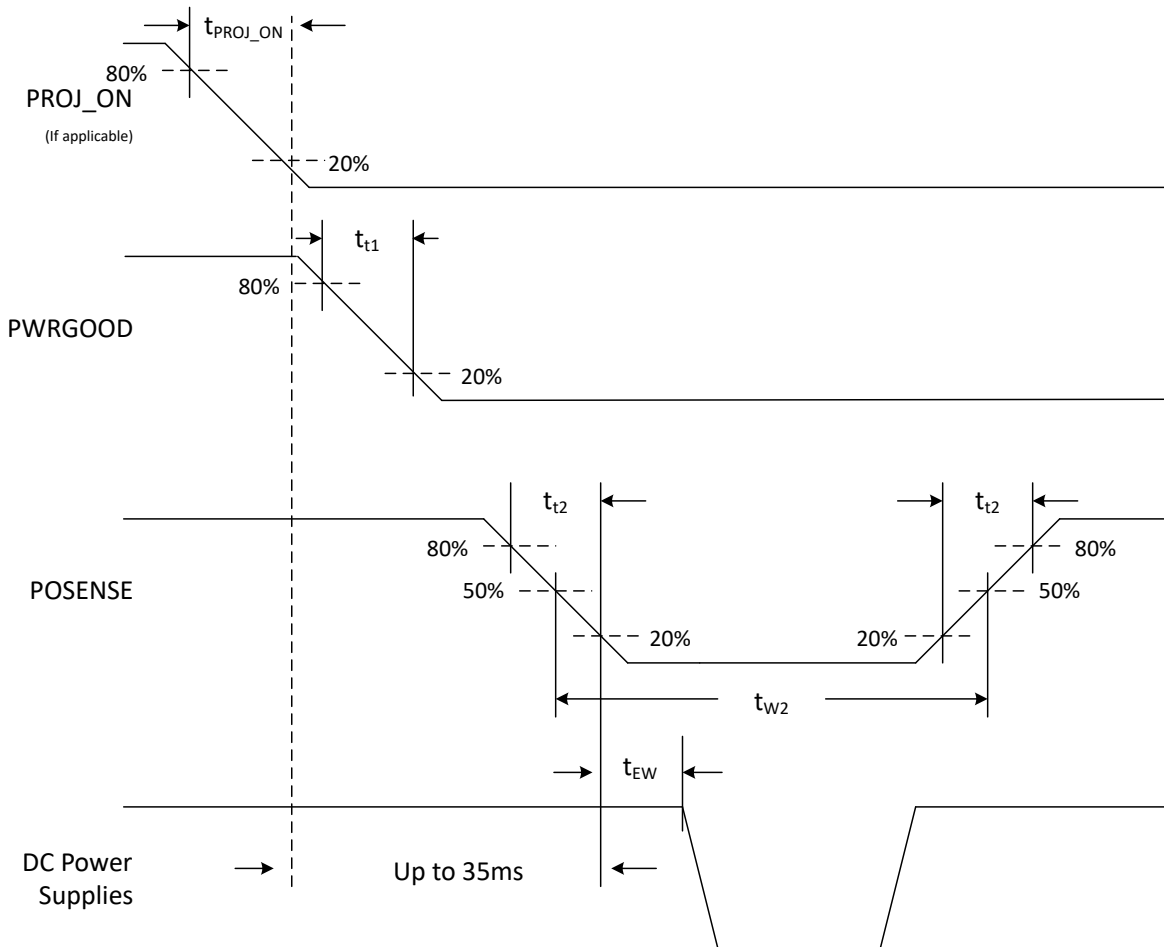 tPROJ_ON
80%
PROJ_ON
(If applicable)
20%
tt1
80%
PWRGOOD
20%
tt2
tt2
80%
80%
50%
50%
POSENSE
20%
20%
tW2
tEW
DC Power
Supplies
Up to 35ms